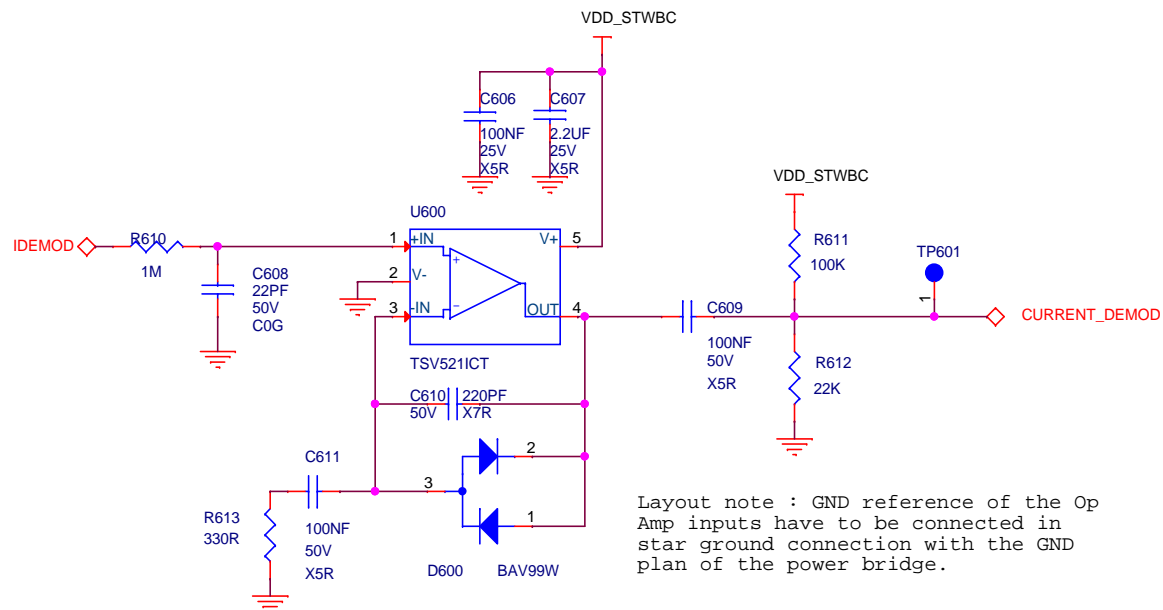 VDD_STWBC
C606
100NF
25V
X5R
C607
2.2UF
25V
X5R
VDD_STWBC
U600
IDEMOD
R610
1M
1
+IN
V+
5
C608
22PF
50V
C0G
2
V-
3
-IN
OUT
4
TSV521ICT
R611
100K
TP601
1
C609
100NF
50V
X5R
CURRENT_DEMOD
R612
22K
C610
50V
220PF
X7R
C611
100NF
50V
X5R
R613
330R
3
2
1
D600
BAV99W
Layout note : GND reference of the Op
Amp inputs have to be connected in
star ground connection with the GND
plan of the power bridge.